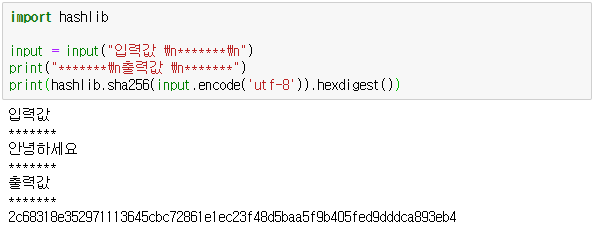 import hashlib
input = input("입력값 ₩n*******₩n")
print("*******₩n출력값 ₩n*******")
print(hashlib.sha256(input.encode('utf-8')).hexdigest())
입력값
*******
안녕하세요
*******
출력값
*******
2c68318e352971113645cbc72861e1ec23f48d5baa5f9b405fed9dddca893eb4